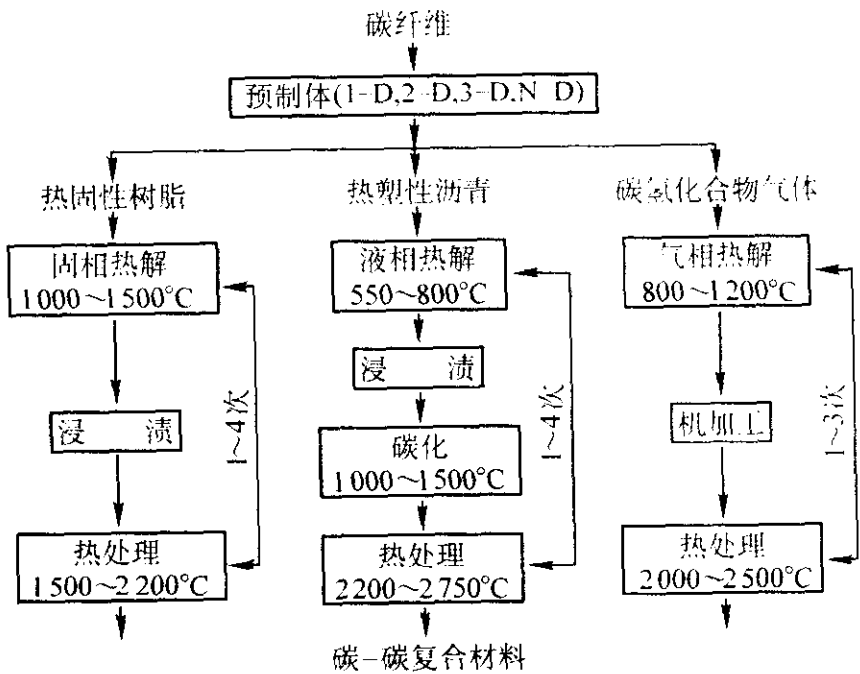 碳纤维
预制体(1-D,2-D,3-D.N D)
热固性树脂
热塑性沥青
碳氢化合物气体
固相热解
1000~1500°C
浸 渍
1~4次
热处理
1500~2200°C
液相热解
550~800°C
浸 渍
碳化
1000~1500°C
1~4次
热处理
2200~2750°C
气相热解
800~1200°C
机加工
1~3次
热处理
2000~2500°C
碳-碳复合材料